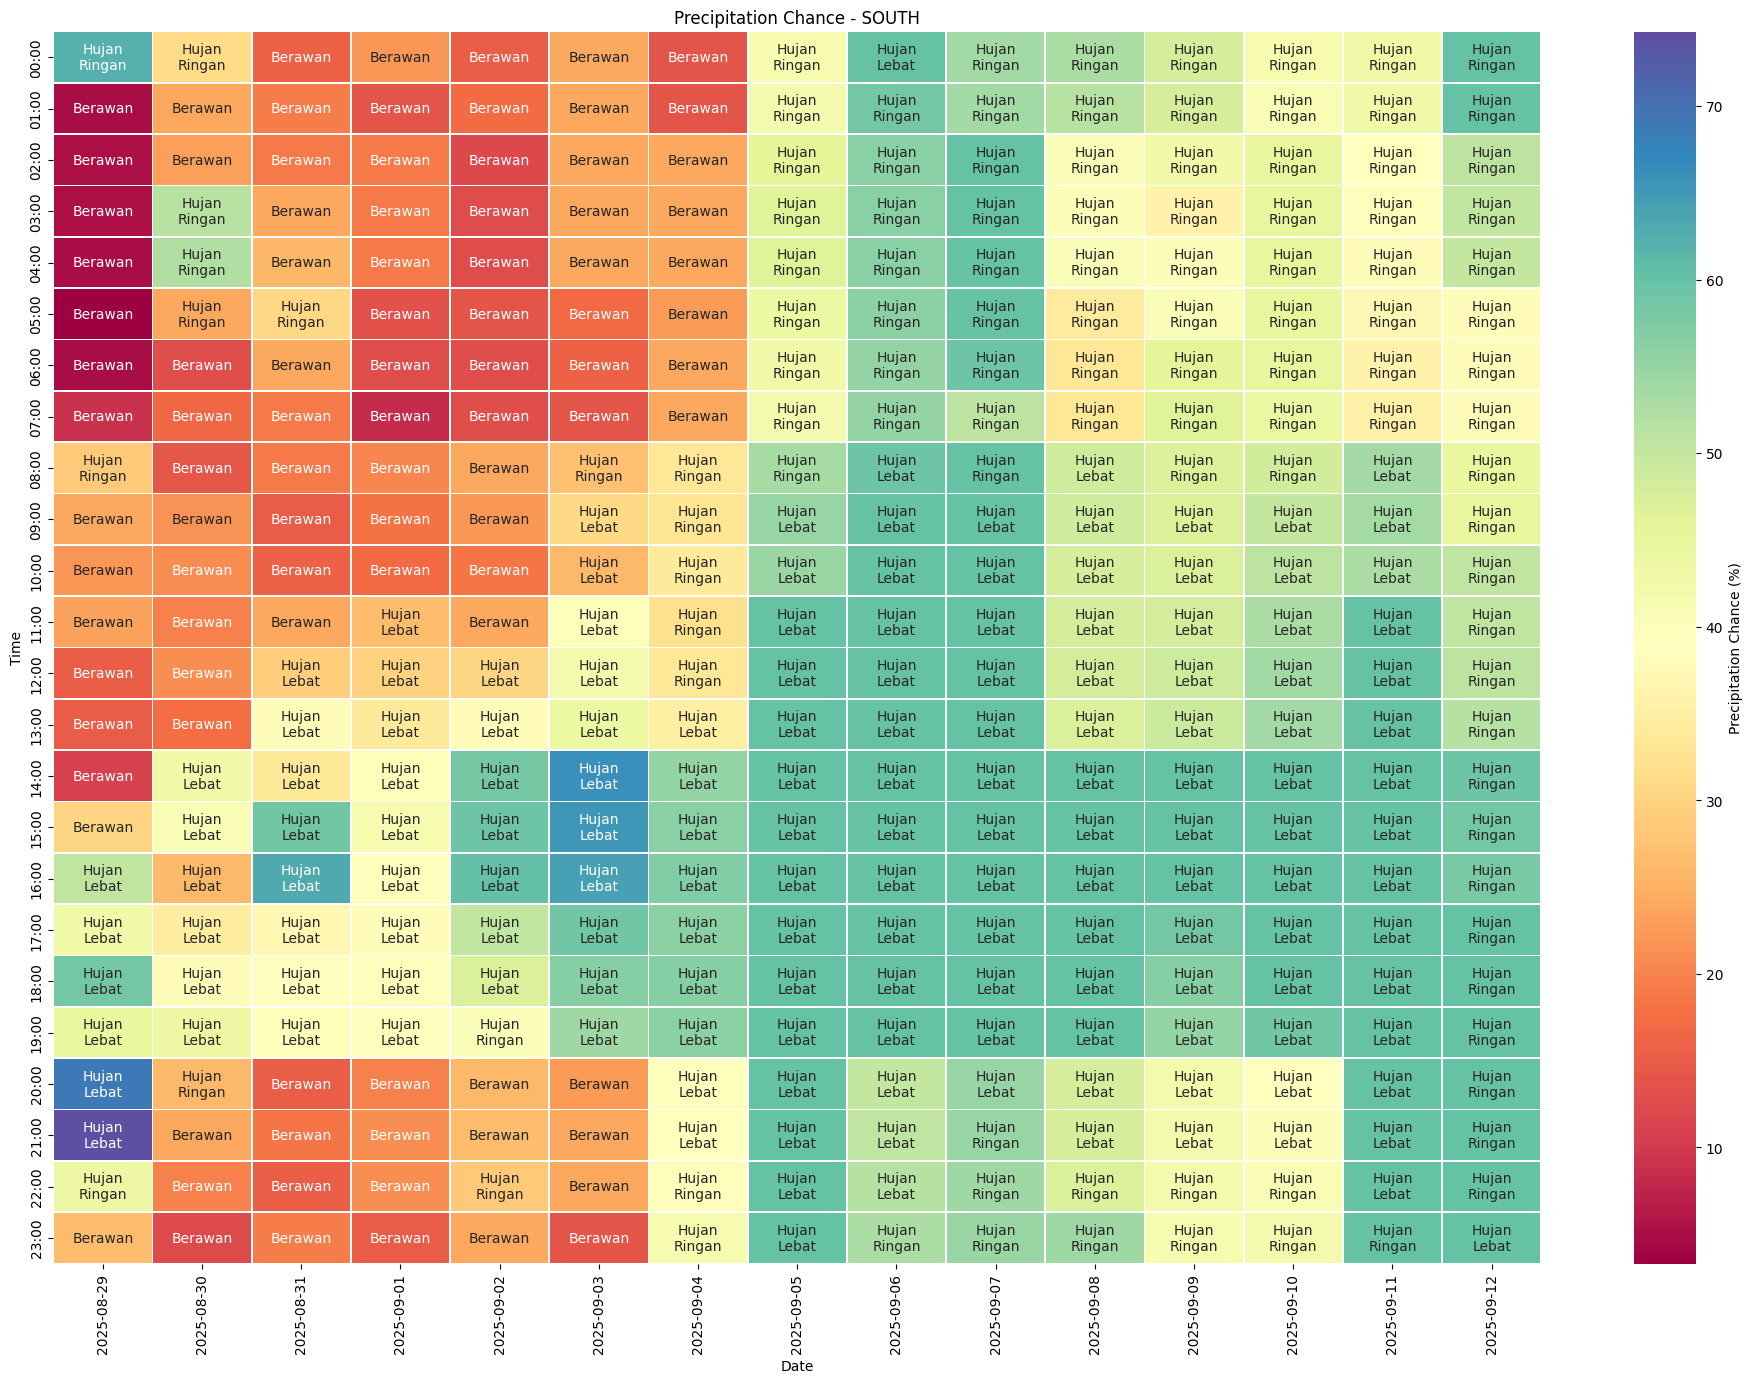 Precipitation Chance - SOUTH
Time
00:00 Hujan Ringan Hujan Ringan Berawan Berawan Berawan Berawan Berawan Hujan Ringan Hujan Lebat Hujan Ringan Hujan Ringan Hujan Ringan Hujan Ringan Hujan Ringan Hujan Ringan
01:00 Berawan Berawan Berawan Berawan Berawan Berawan Berawan Hujan Ringan Hujan Ringan Hujan Ringan Hujan Ringan Hujan Ringan Hujan Ringan Hujan Ringan Hujan Ringan
02:00 Berawan Berawan Berawan Berawan Berawan Berawan Berawan Hujan Ringan Hujan Ringan Hujan Ringan Hujan Ringan Hujan Ringan Hujan Ringan Hujan Ringan Hujan Ringan
03:00 Berawan Hujan Ringan Berawan Berawan Berawan Berawan Berawan Hujan Ringan Hujan Ringan Hujan Ringan Hujan Ringan Hujan Ringan Hujan Ringan Hujan Ringan Hujan Ringan
04:00 Berawan Hujan Ringan Berawan Berawan Berawan Berawan Berawan Hujan Ringan Hujan Ringan Hujan Ringan Hujan Ringan Hujan Ringan Hujan Ringan Hujan Ringan Hujan Ringan
05:00 Berawan Hujan Ringan Hujan Ringan Berawan Berawan Berawan Berawan Hujan Ringan Hujan Ringan Hujan Ringan Hujan Ringan Hujan Ringan Hujan Ringan Hujan Ringan Hujan Ringan
06:00 Berawan Berawan Berawan Berawan Berawan Berawan Berawan Hujan Ringan Hujan Ringan Hujan Ringan Hujan Ringan Hujan Ringan Hujan Ringan Hujan Ringan Hujan Ringan
07:00 Berawan Berawan Berawan Berawan Berawan Berawan Berawan Hujan Ringan Hujan Ringan Hujan Ringan Hujan Ringan Hujan Ringan Hujan Ringan Hujan Ringan Hujan Ringan
08:00 Hujan Ringan Berawan Berawan Berawan Berawan Hujan Ringan Hujan Ringan Hujan Ringan Hujan Lebat Hujan Ringan Hujan Lebat Hujan Ringan Hujan Ringan Hujan Lebat Hujan Ringan
09:00 Berawan Berawan Berawan Berawan Berawan Hujan Lebat Hujan Ringan Hujan Lebat Hujan Lebat Hujan Lebat Hujan Lebat Hujan Lebat Hujan Lebat Hujan Lebat Hujan Ringan
10:00 Berawan Berawan Berawan Berawan Berawan Hujan Lebat Hujan Ringan Hujan Lebat Hujan Lebat Hujan Lebat Hujan Lebat Hujan Lebat Hujan Lebat Hujan Lebat Hujan Ringan
11:00 Berawan Berawan Berawan Hujan Lebat Berawan Hujan Lebat Hujan Ringan Hujan Lebat Hujan Lebat Hujan Lebat Hujan Lebat Hujan Lebat Hujan Lebat Hujan Lebat Hujan Ringan
12:00 Berawan Berawan Hujan Lebat Hujan Lebat Hujan Lebat Hujan Lebat Hujan Ringan Hujan Lebat Hujan Lebat Hujan Lebat Hujan Lebat Hujan Lebat Hujan Lebat Hujan Lebat Hujan Ringan
13:00 Berawan Berawan Hujan Lebat Hujan Lebat Hujan Lebat Hujan Lebat Hujan Lebat Hujan Lebat Hujan Lebat Hujan Lebat Hujan Lebat Hujan Lebat Hujan Lebat Hujan Lebat Hujan Ringan
14:00 Berawan Hujan Lebat Hujan Lebat Hujan Lebat Hujan Lebat Hujan Lebat Hujan Lebat Hujan Lebat Hujan Lebat Hujan Lebat Hujan Lebat Hujan Lebat Hujan Lebat Hujan Lebat Hujan Ringan
15:00 Berawan Hujan Lebat Hujan Lebat Hujan Lebat Hujan Lebat Hujan Lebat Hujan Lebat Hujan Lebat Hujan Lebat Hujan Lebat Hujan Lebat Hujan Lebat Hujan Lebat Hujan Lebat Hujan Ringan
16:00 Hujan Lebat Hujan Lebat Hujan Lebat Hujan Lebat Hujan Lebat Hujan Lebat Hujan Lebat Hujan Lebat Hujan Lebat Hujan Lebat Hujan Lebat Hujan Lebat Hujan Lebat Hujan Lebat Hujan Ringan
17:00 Hujan Lebat Hujan Lebat Hujan Lebat Hujan Lebat Hujan Lebat Hujan Lebat Hujan Lebat Hujan Lebat Hujan Lebat Hujan Lebat Hujan Lebat Hujan Lebat Hujan Lebat Hujan Lebat Hujan Ringan
18:00 Hujan Lebat Hujan Lebat Hujan Lebat Hujan Lebat Hujan Lebat Hujan Lebat Hujan Lebat Hujan Lebat Hujan Lebat Hujan Lebat Hujan Lebat Hujan Lebat Hujan Lebat Hujan Lebat Hujan Ringan
19:00 Hujan Lebat Hujan Lebat Hujan Lebat Hujan Lebat Hujan Ringan Hujan Lebat Hujan Lebat Hujan Lebat Hujan Lebat Hujan Lebat Hujan Lebat Hujan Lebat Hujan Lebat Hujan Lebat Hujan Ringan
20:00 Hujan Lebat Hujan Ringan Berawan Berawan Berawan Berawan Hujan Lebat Hujan Lebat Hujan Lebat Hujan Ringan Hujan Lebat Hujan Lebat Hujan Lebat Hujan Lebat Hujan Ringan
21:00 Hujan Lebat Berawan Berawan Berawan Berawan Berawan Hujan Lebat Hujan Lebat Hujan Lebat Hujan Ringan Hujan Lebat Hujan Lebat Hujan Lebat Hujan Lebat Hujan Ringan
22:00 Hujan Ringan Berawan Berawan Berawan Hujan Ringan Berawan Hujan Ringan Hujan Lebat Hujan Lebat Hujan Ringan Hujan Ringan Hujan Ringan Hujan Ringan Hujan Lebat Hujan Ringan
23:00 Berawan Berawan Berawan Berawan Berawan Berawan Hujan Ringan Hujan Lebat Hujan Ringan Hujan Ringan Hujan Ringan Hujan Ringan Hujan Ringan Hujan Ringan Hujan Lebat
2025-08-29 2025-08-30 2025-08-31 2025-09-01 2025-09-02 2025-09-03 2025-09-04 2025-09-05 2025-09-06 2025-09-07 2025-09-08 2025-09-09 2025-09-10 2025-09-11 2025-09-12
Date
70
60
50
40
30
20
10
Precipitation Chance (%)